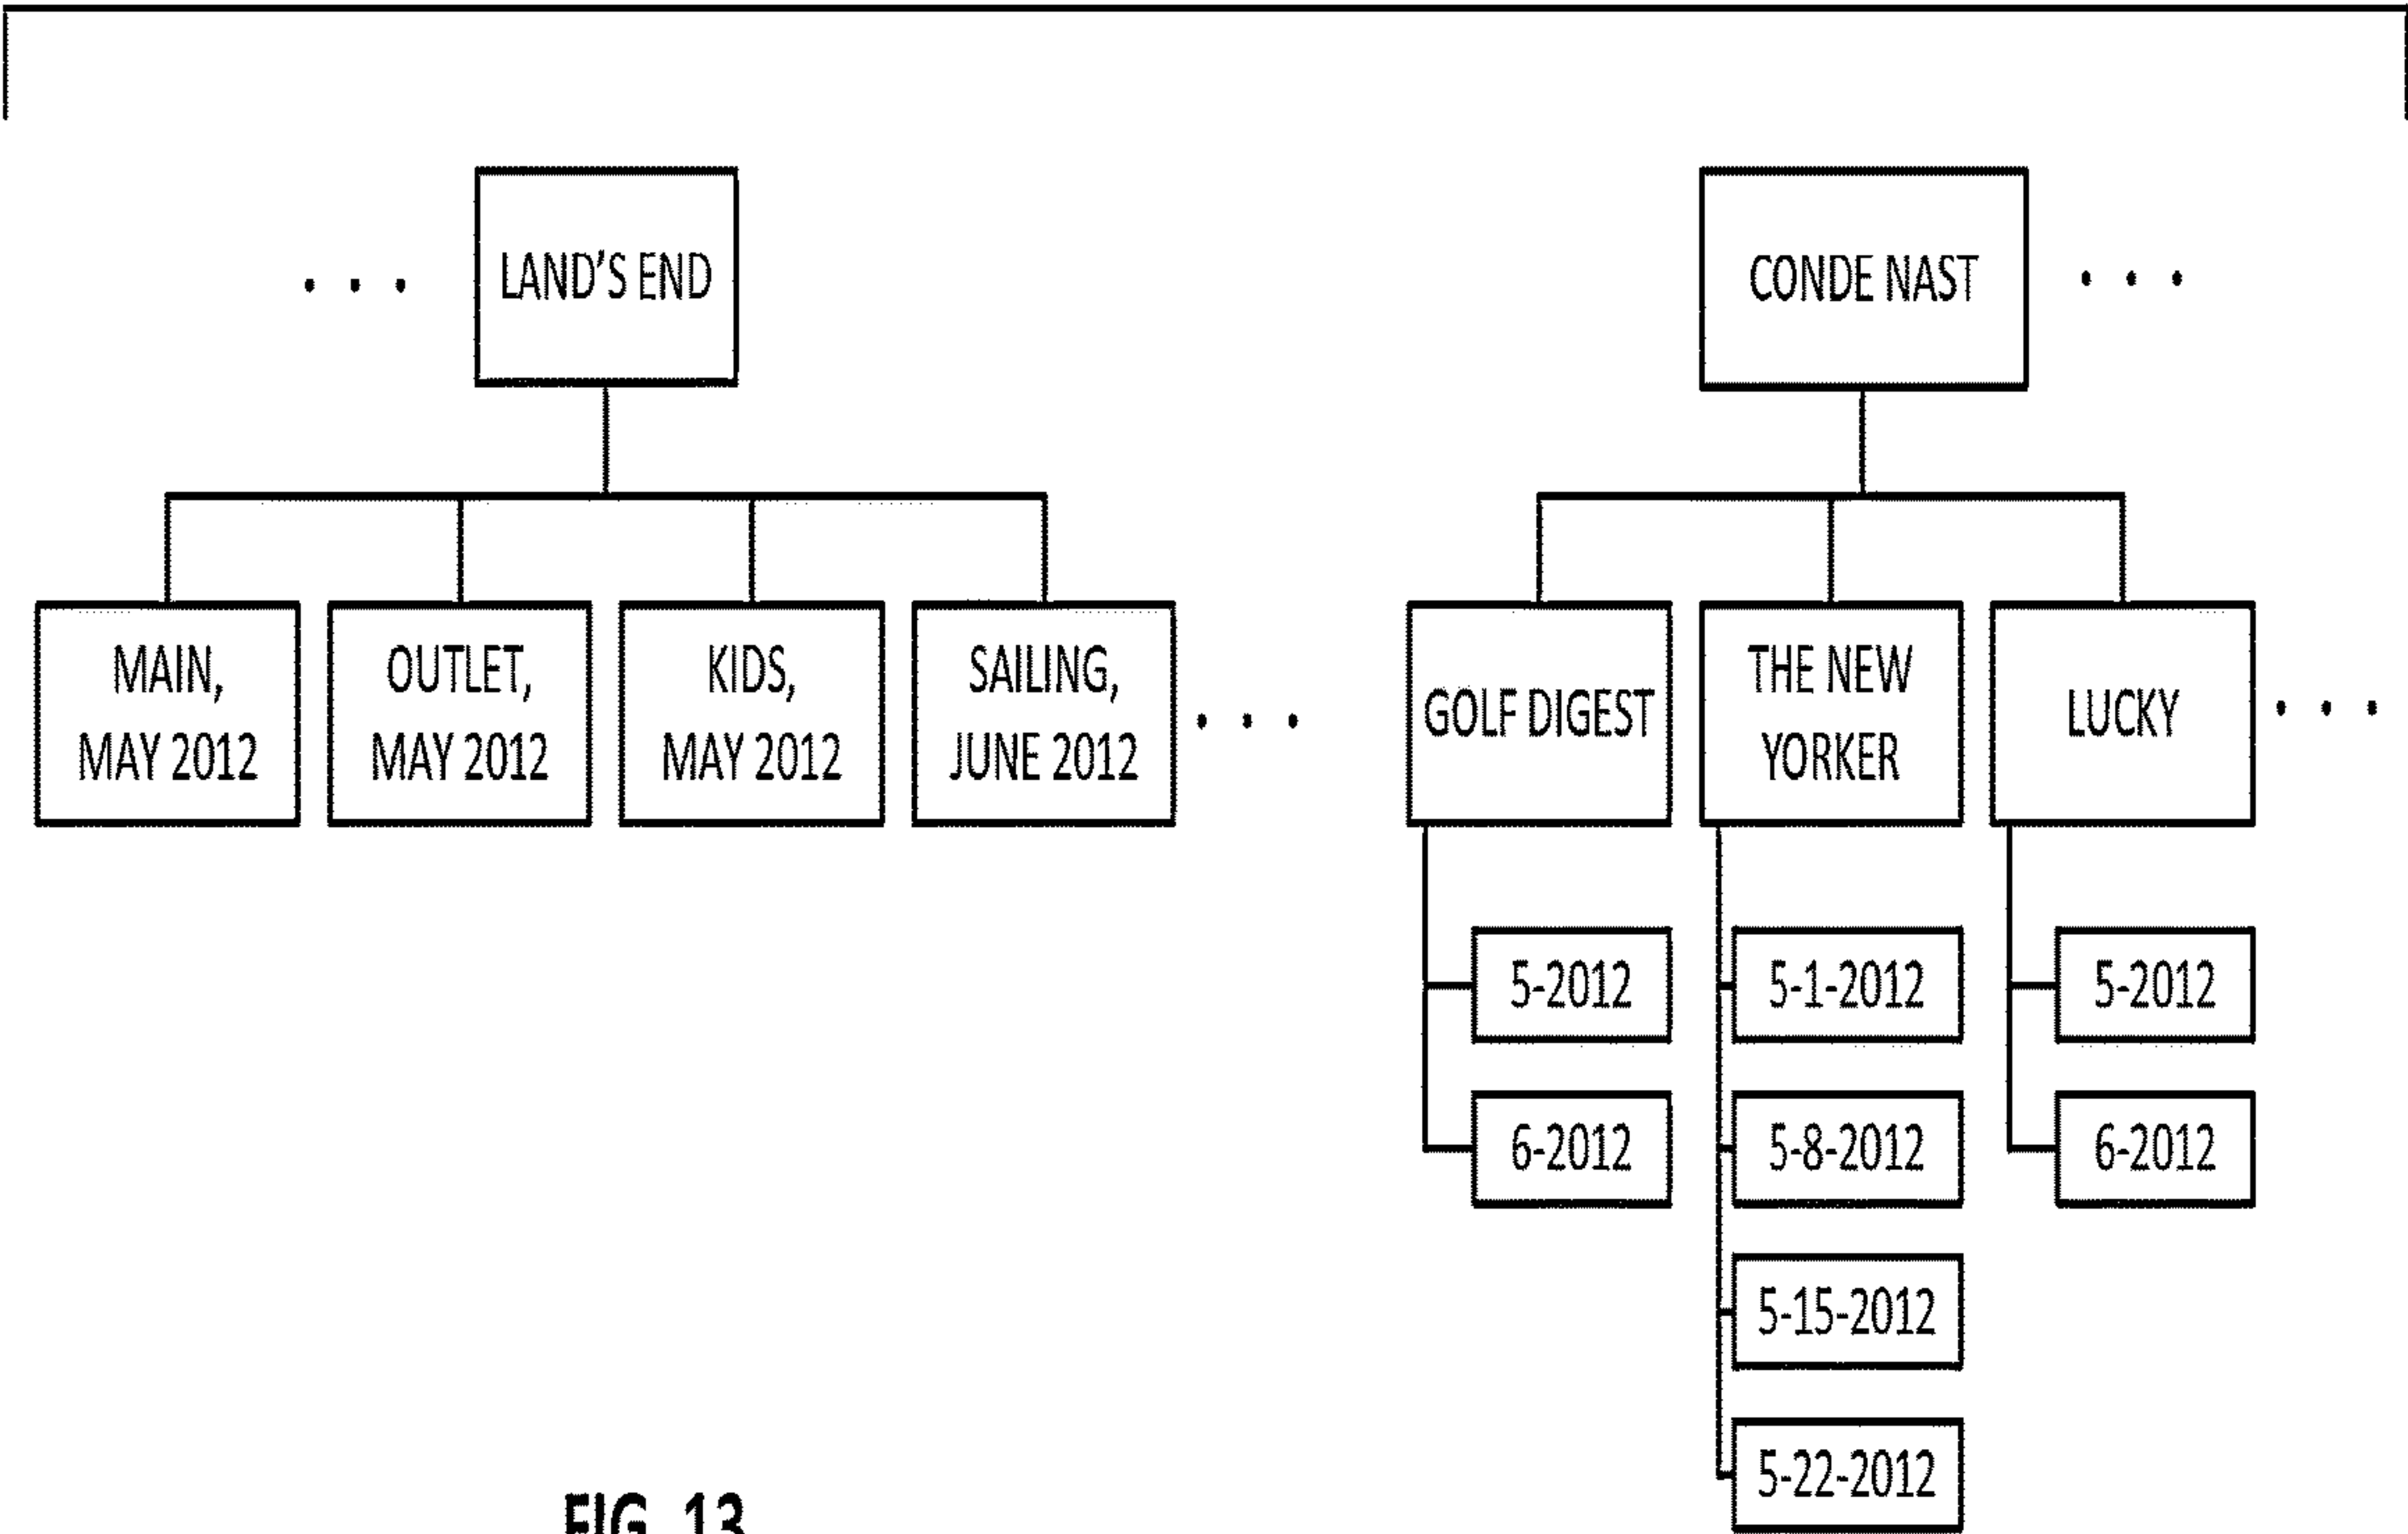 . . .
LAND'S END
CONDE NAST
. . .
MAIN,
MAY 2012
OUTLET,
MAY 2012
KIDS,
MAY 2012
SAILING,
JUNE 2012
. . .
GOLF DIGEST
THE NEW
YORKER
LUCKY
. . .
5-2012
6-2012
5-1-2012
5-8-2012
5-15-2012
5-22-2012
5-2012
6-2012
FIG. 13